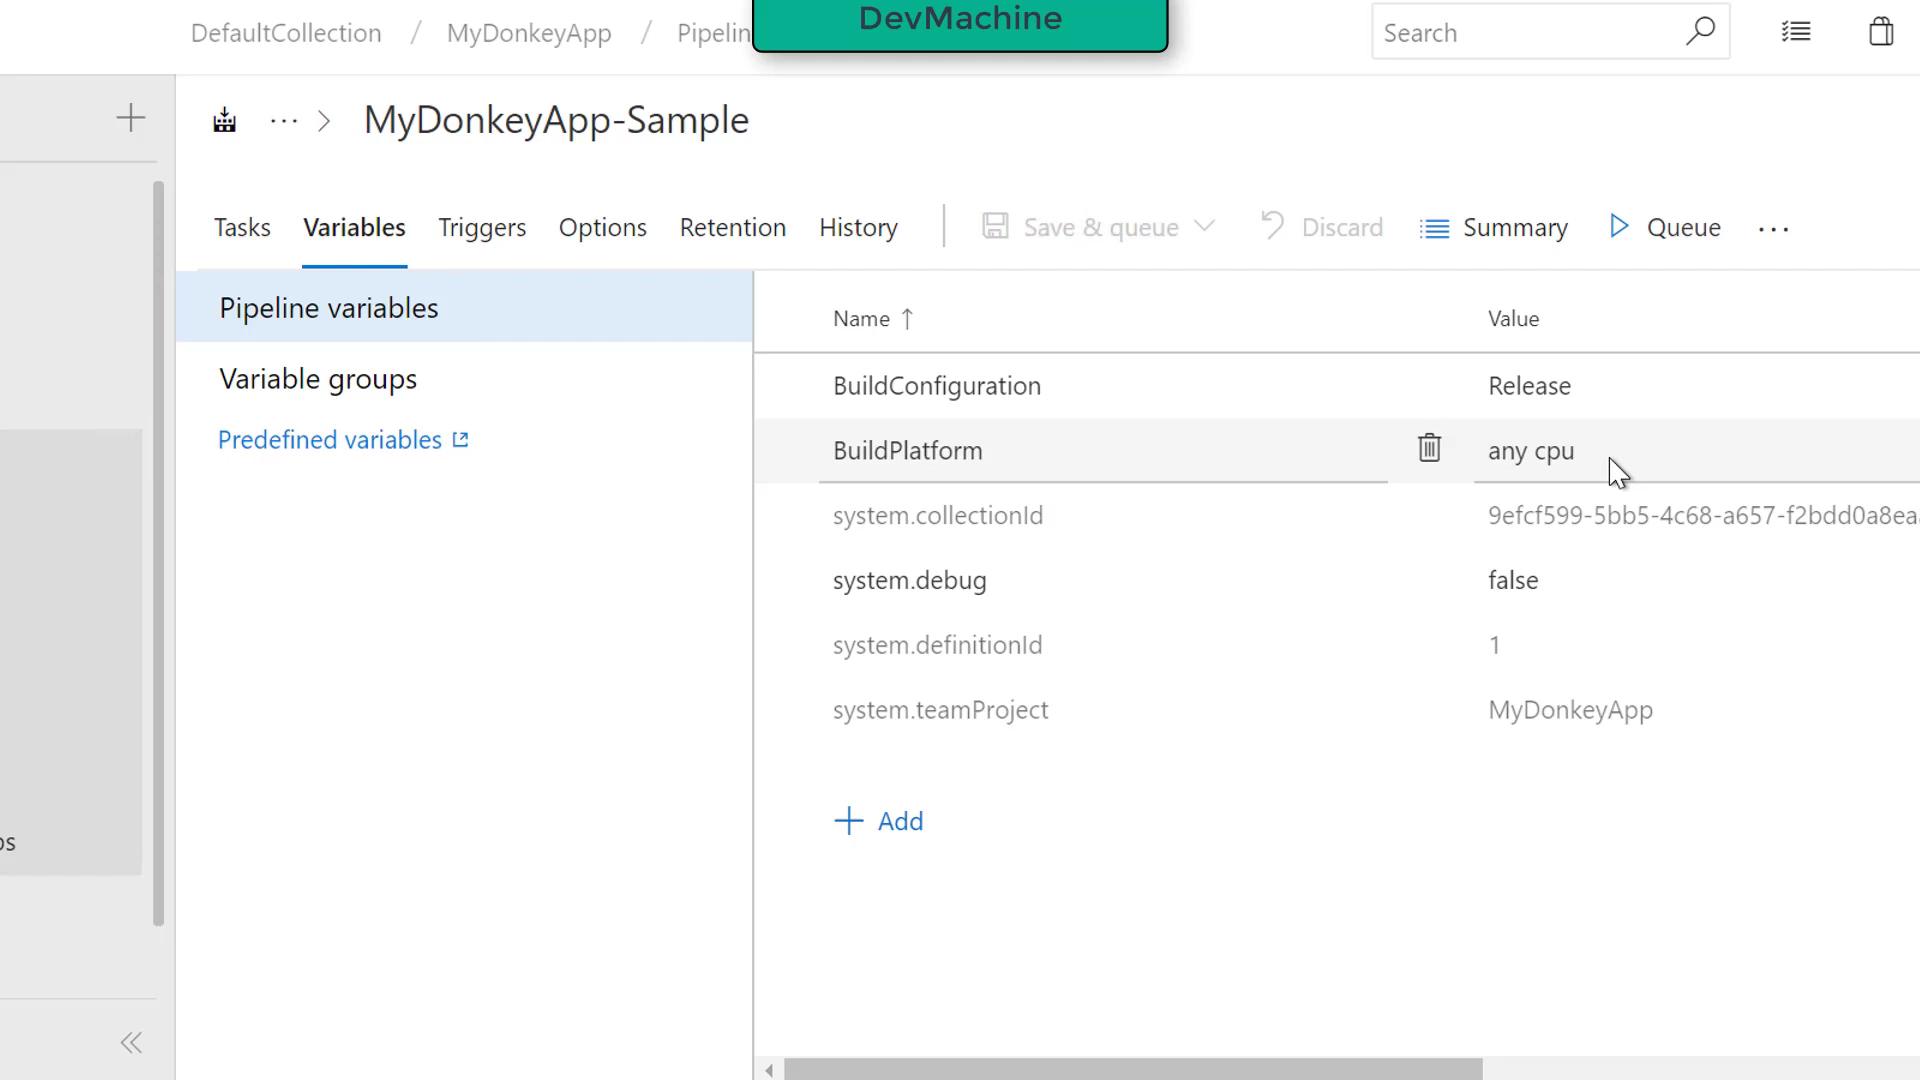 DevMachine
DefaultCollection / MyDonkeyApp / Pipelin
Search
MyDonkeyApp-Sample
Tasks Variables Triggers Options Retention History Save & queue Discard Summary Queue
Pipeline variables
Variable groups
Predefined variables
Name Value
BuildConfiguration Release
BuildPlatform any cpu
system.collectionId 9efcf599-5bb5-4c68-a657-f2bdd0a8ea
system.debug false
system.definitionId 1
system.teamProject MyDonkeyApp
Add
os